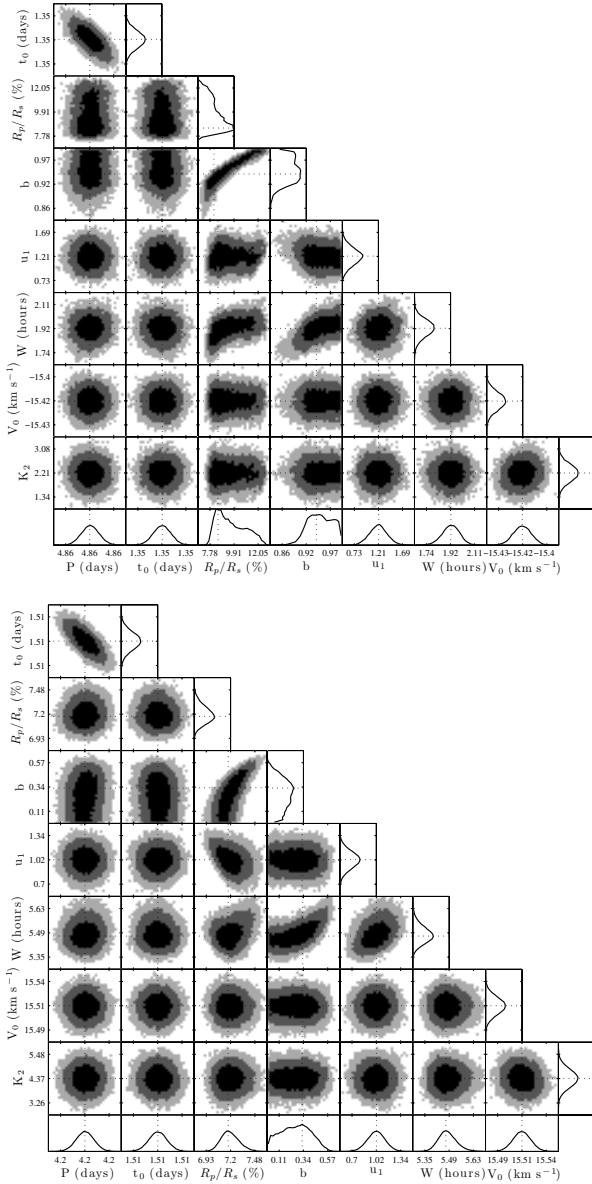 1.35
1.35
1.35
t₀ (days)
12.05
9.91
7.78
Rₚ/Rₛ (%)
0.97
0.92
0.86
b
1.69
1.21
0.73
u₁
2.11
1.92
1.74
W (hours)
−15.4
−15.42
−15.43
V₀ (km s⁻¹)
3.08
2.21
1.34
K₂
4.86 4.86 4.86 1.35 1.35 1.35 7.78 9.91 12.05 0.86 0.92 0.97 0.73 1.21 1.69 1.74 1.92 2.11 −15.43 −15.42 −15.4
P (days) t₀ (days) Rₚ/Rₛ (%) b u₁ W (hours) V₀ (km s⁻¹)
1.51
1.51
1.51
t₀ (days)
7.48
7.2
6.93
Rₚ/Rₛ (%)
0.57
0.34
0.11
b
1.34
1.02
0.7
u₁
5.63
5.49
5.35
W (hours)
15.54
15.51
15.49
V₀ (km s⁻¹)
5.48
4.37
3.26
K₂
4.2 4.2 4.2 1.51 1.51 1.51 6.93 7.2 7.48 0.11 0.34 0.57 0.7 1.02 1.34 5.35 5.49 5.63 15.49 15.51 15.54
P (days) t₀ (days) Rₚ/Rₛ (%) b u₁ W (hours) V₀ (km s⁻¹)